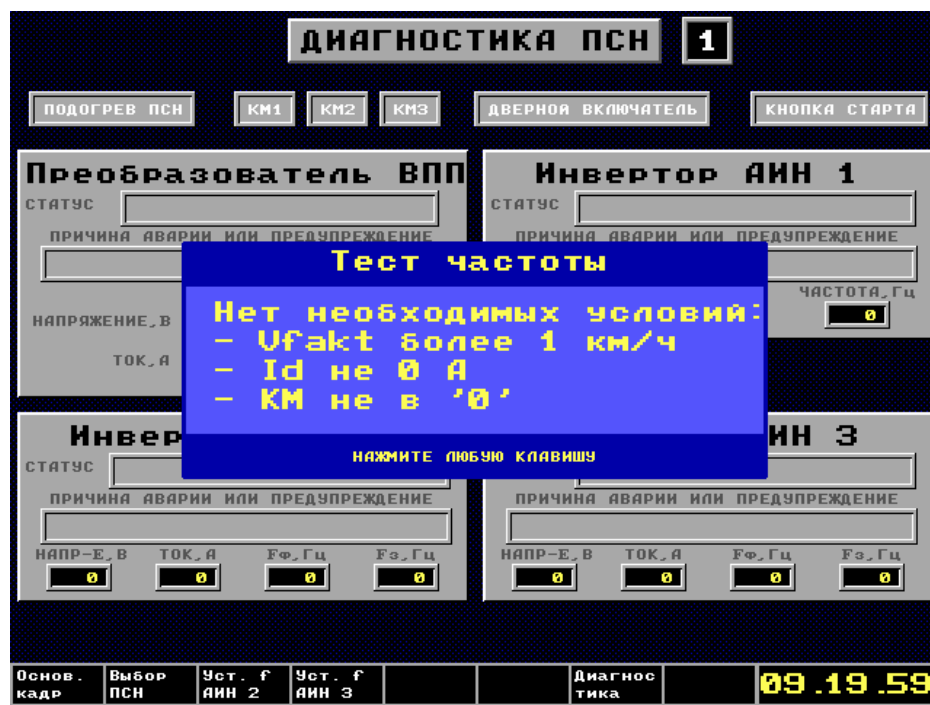 ДИАГНОСТИКА ПСН 1
ПОДОГРЕВ ПСН КМ1 КМ2 КМ3 ДВЕРНОЙ ВКЛЮЧАТЕЛЬ КНОПКА СТАРТА
Преобразователь ВПП
СТАТУС
ПРИЧИНА АВАРИИ ИЛИ ПРЕДУПРЕЖДЕНИЕ
НАПРЯЖЕНИЕ,В
ТОК,А
Инвертор АИН 1
СТАТУС
ПРИЧИНА АВАРИИ ИЛИ ПРЕДУПРЕЖДЕНИЕ
ЧАСТОТА,Гц
0
Тест частоты
Нет необходимых условий:
- Vfakt более 1 км/ч
- Id не 0 А
- КМ не в '0'
НАЖМИТЕ ЛЮБУЮ КЛАВИШУ
Инвер
СТАТУС
ПРИЧИНА АВАРИИ ИЛИ ПРЕДУПРЕЖДЕНИЕ
НАПР-Е,В ТОК,А Fф,Гц Fз,Гц
0 0 0 0
ИН 3
ПРИЧИНА АВАРИИ ИЛИ ПРЕДУПРЕЖДЕНИЕ
НАПР-Е,В ТОК,А Fф,Гц Fз,Гц
0 0 0 0
Основ. Выбор Уст. f Уст. f Диагнос
кадр ПСН АИН 2 АИН 3 тика
09.19.59